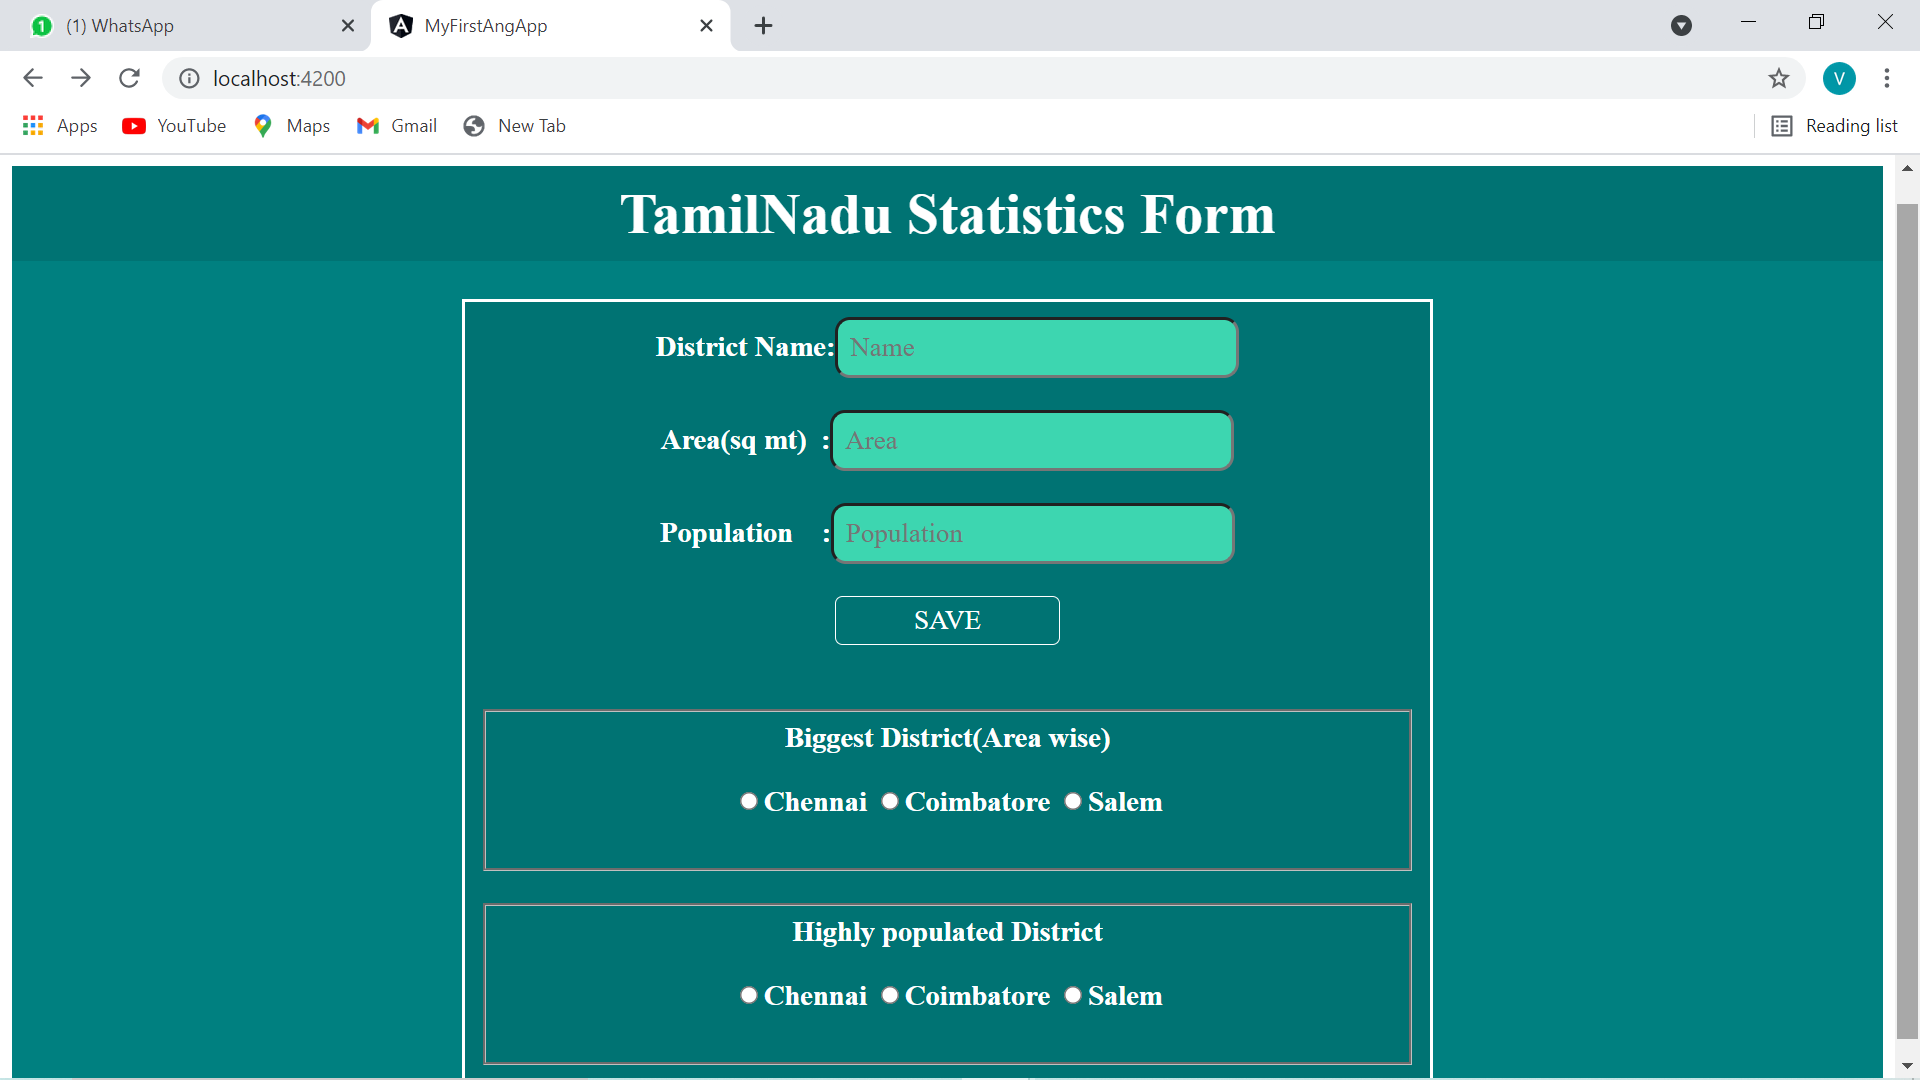 1 (1) WhatsApp MyFirstAngApp
localhost:4200 V
Apps YouTube Maps Gmail New Tab Reading list
TamilNadu Statistics Form
District Name: Name
Area(sq mt) : Area
Population : Population
SAVE
Biggest District(Area wise)
Chennai Coimbatore Salem
Highly populated District
Chennai Coimbatore Salem